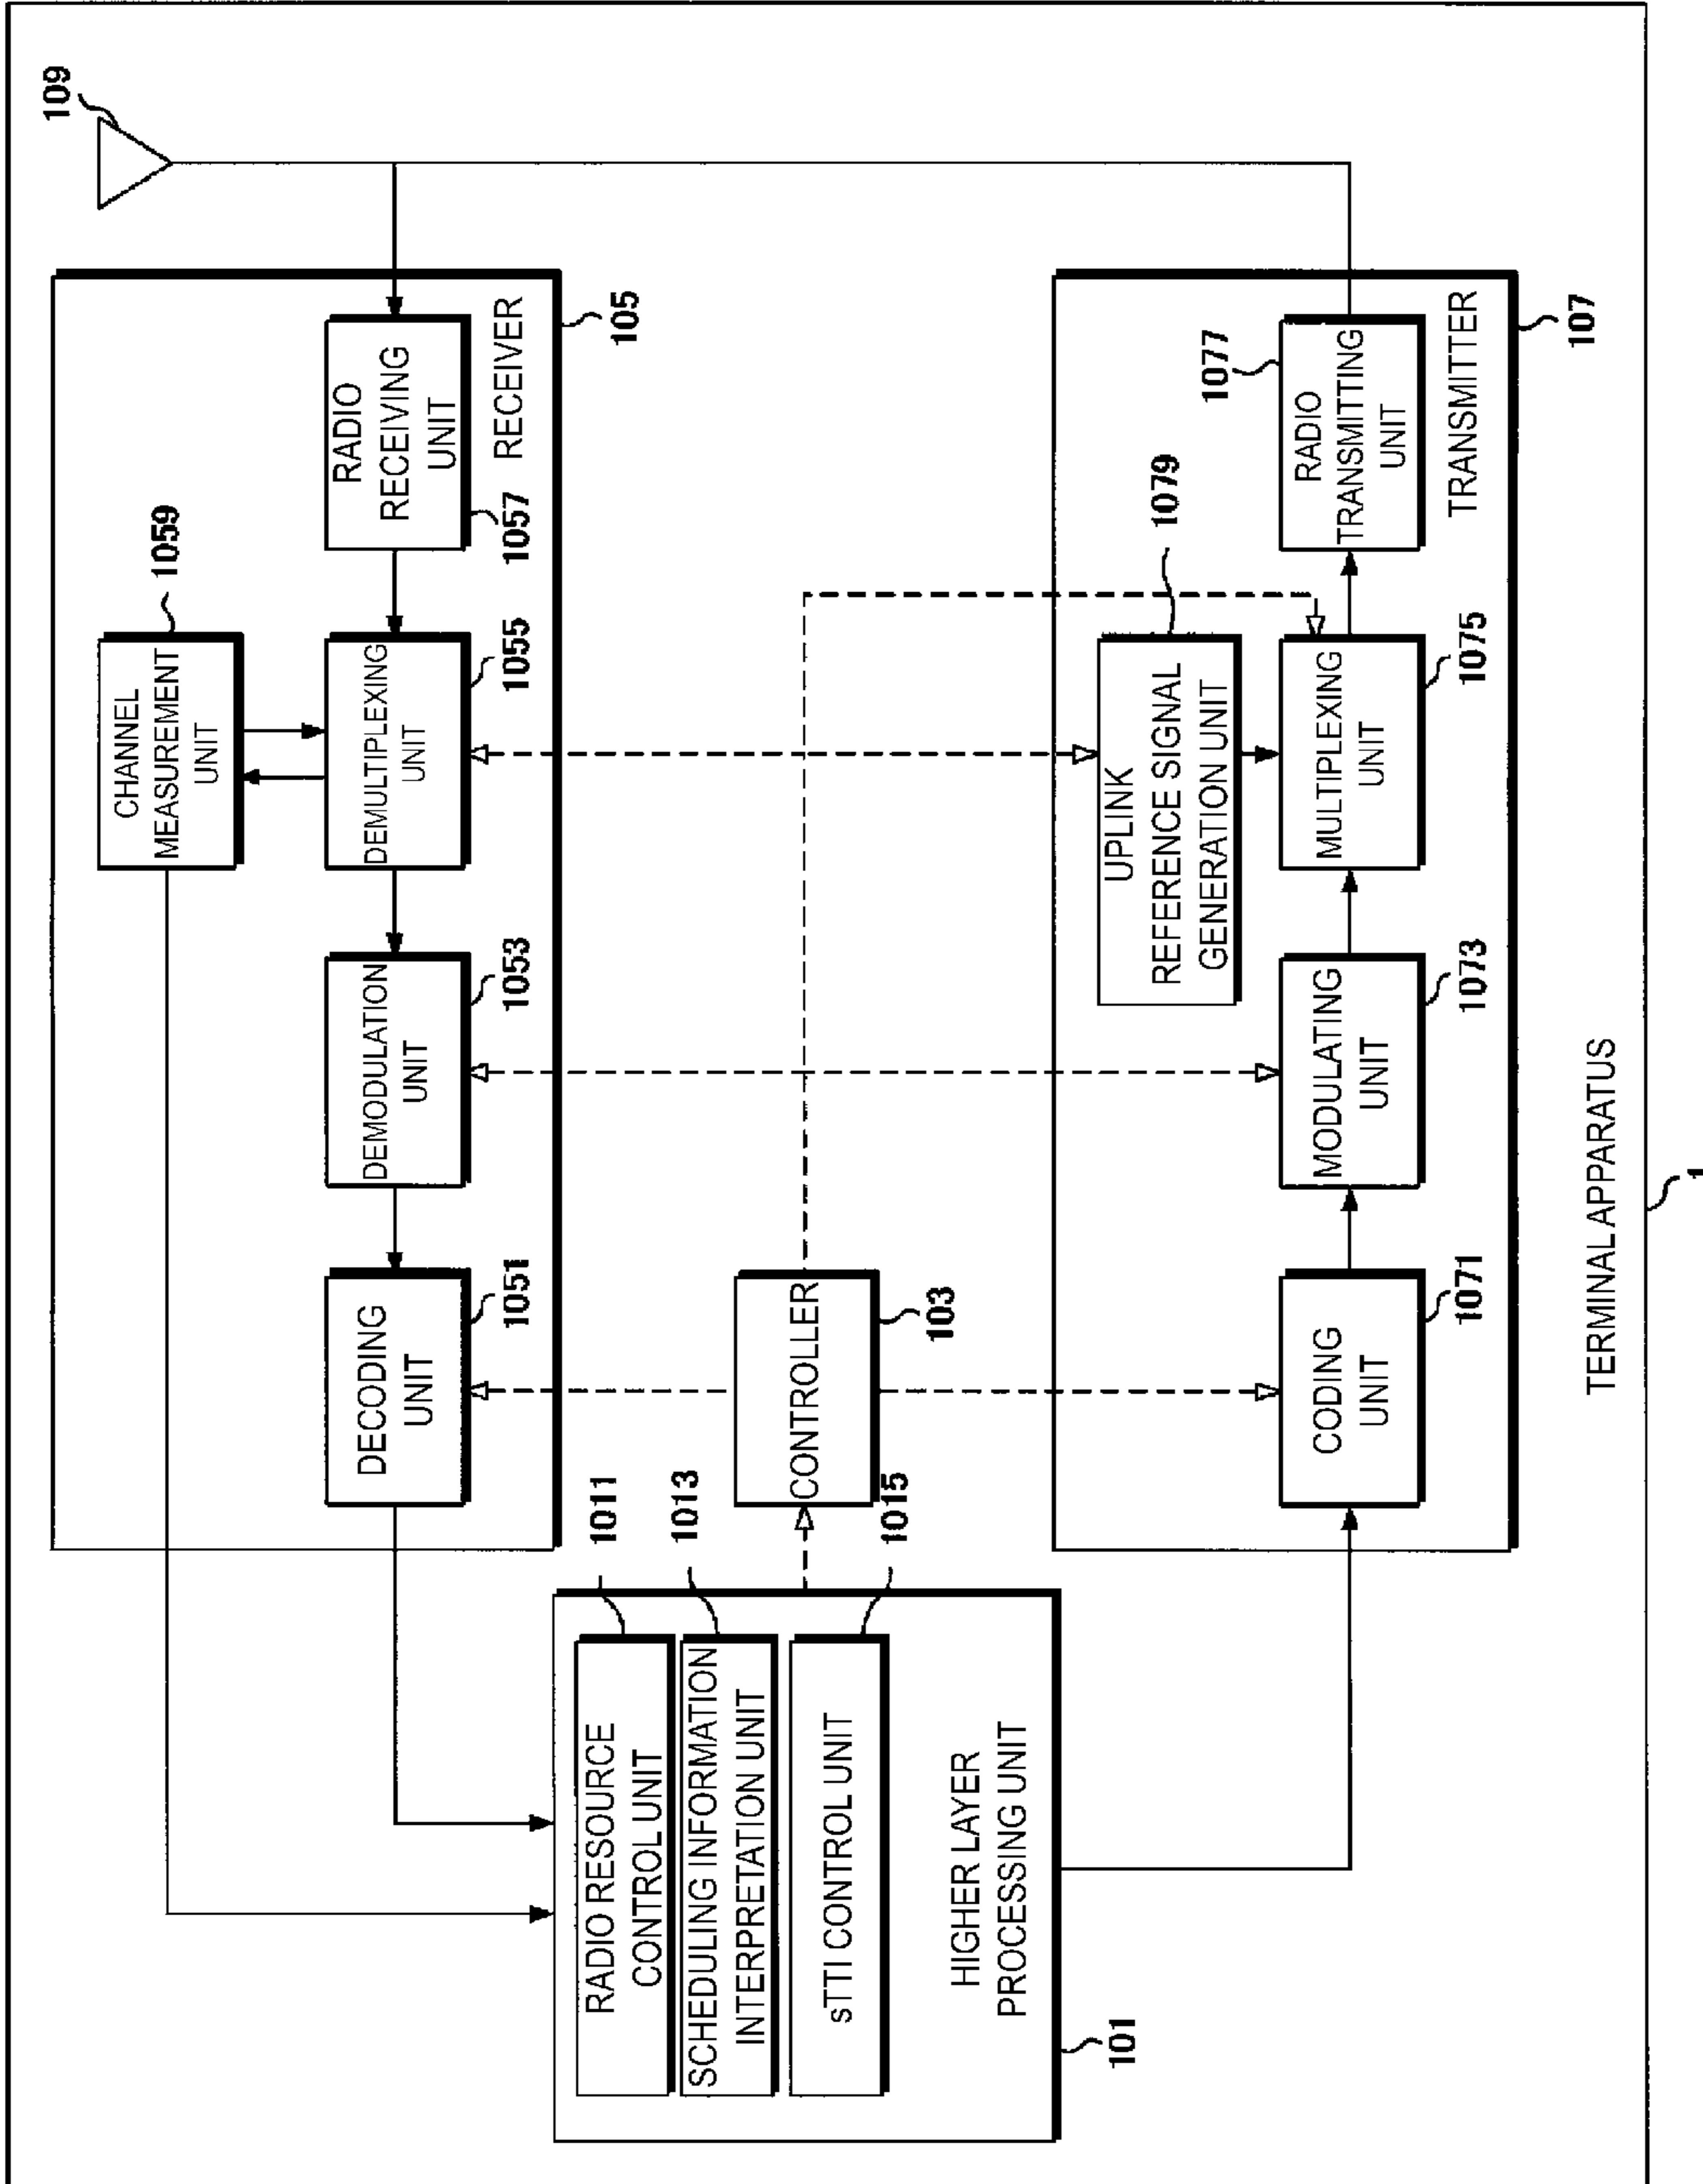 109
1059
CHANNEL
MEASUREMENT
UNIT
DECODING
UNIT
1051
DEMODULATION
UNIT
1053
DEMULTIPLEXING
UNIT
1055
RADIO
RECEIVING
UNIT
1057
RECEIVER
105
RADIO RESOURCE
CONTROL UNIT
1011
SCHEDULING INFORMATION
INTERPRETATION UNIT
1013
sTTI CONTROL UNIT
1015
HIGHER LAYER
PROCESSING UNIT
101
CONTROLLER
103
UPLINK
REFERENCE SIGNAL
GENERATION UNIT
1079
1077
CODING
UNIT
1071
MODULATING
UNIT
1073
MULTIPLEXING
UNIT
1075
RADIO
TRANSMITTING
UNIT
TRANSMITTER
107
TERMINAL APPARATUS
1